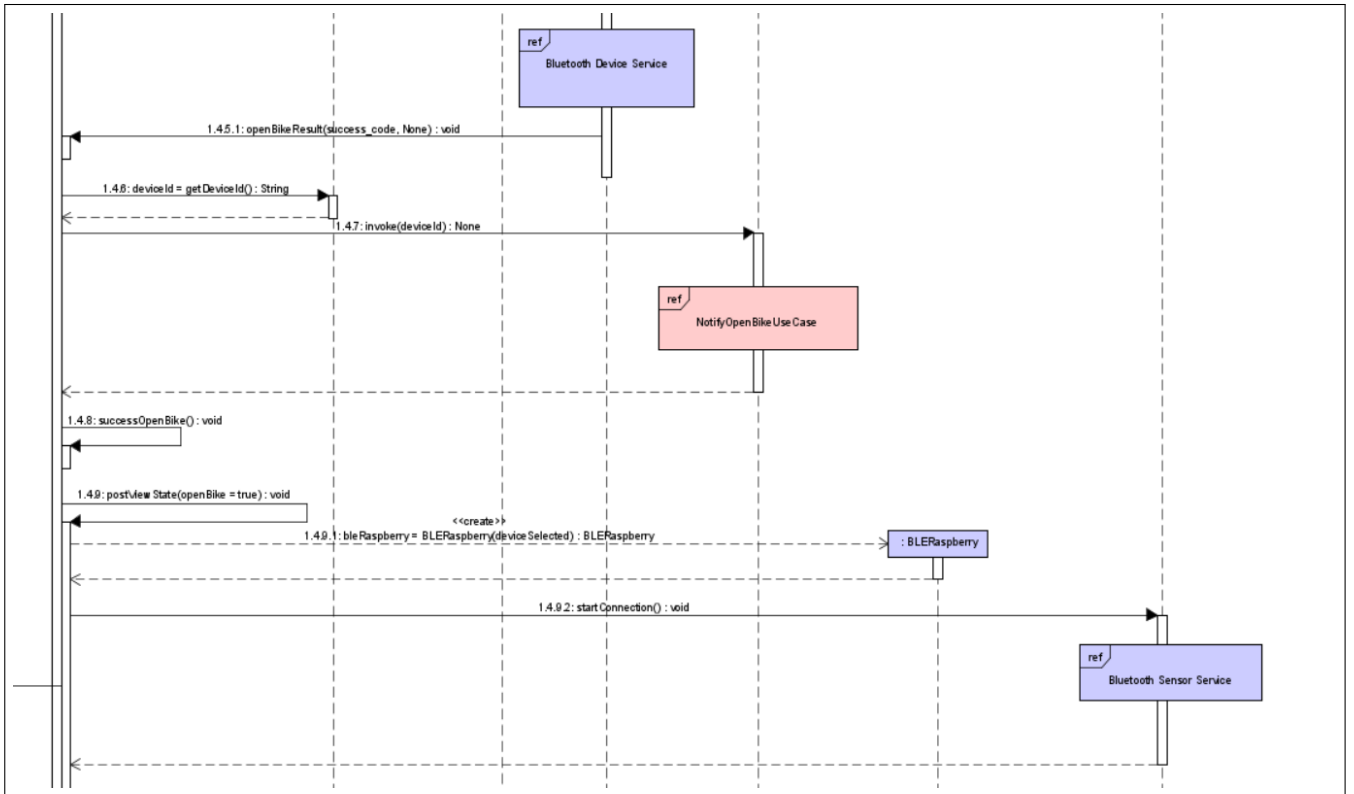 ref
Bluetooth Device Service
1.4.5.1: openBikeResult(success_code, None) : void
1.4.6: deviceId = getDeviceId() : String
1.4.7: invoke(deviceId) : None
ref
NotifyOpenBikeUseCase
1.4.8: successOpenBike() : void
1.4.9: postViewState(openBike = true) : void
<<create>>
1.4.9.1: bleRaspberry = BLERaspberry(deviceSelected) : BLERaspberry
: BLERaspberry
1.4.9.2: startConnection() : void
ref
Bluetooth Sensor Service